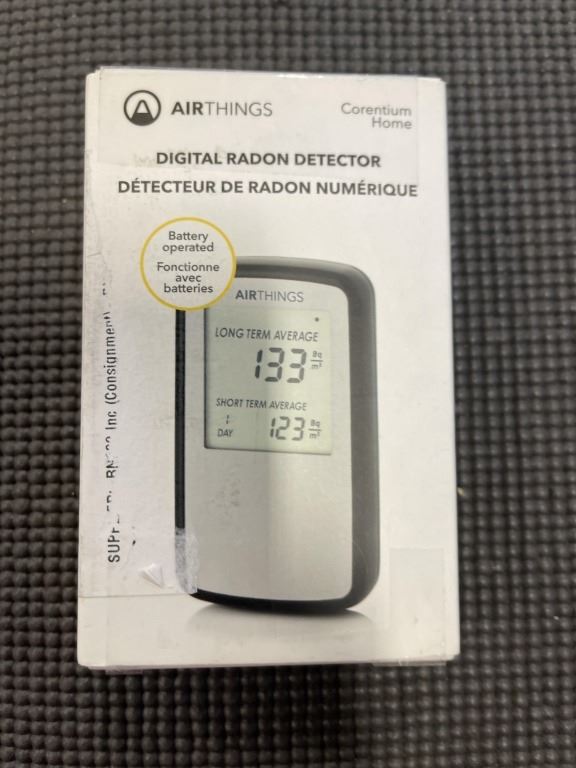 AIRTHINGS
Corentium
Home
DIGITAL RADON DETECTOR
DÉTECTEUR DE RADON NUMÉRIQUE
Battery
operated
Fonctionne
avec
batteries
AIRTHINGS
LONG TERM AVERAGE
133 Bq/m³
SHORT TERM AVERAGE
1 DAY 123 Bq/m³
Inc (Consignment)